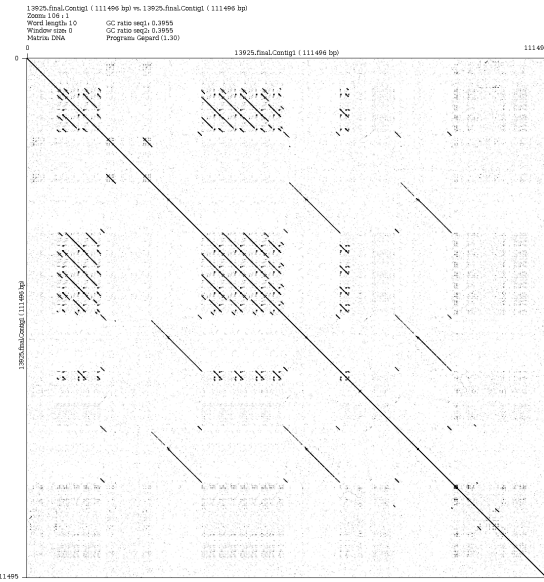 13925.final.Contig1 (111496 bp) vs. 13925.final.Contig1 (111496 bp)
Zoom: 106 : 1
Word length: 10 GC ratio seq1: 0.3955
Window size: 0 GC ratio seq2: 0.3955
Matrix: DNA Program: Gepard (1.30)
0 11149
13925.final.Contig1 (111496 bp)
0
13925.final.Contig1 (111496 bp)
11495